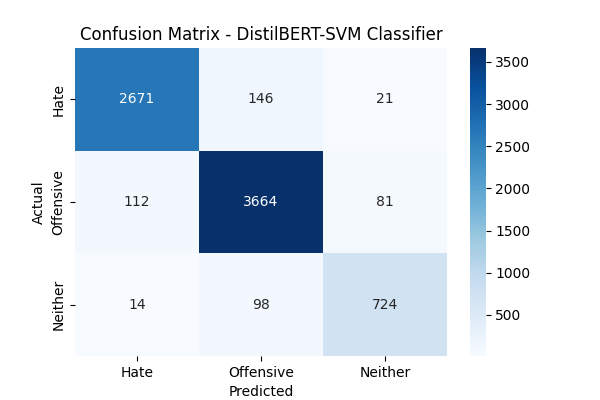 Confusion Matrix - DistilBERT-SVM Classifier
Actual
Hate
2671 146 21
Offensive
112 3664 81
Neither
14 98 724
Hate Offensive Neither
Predicted
3500
3000
2500
2000
1500
1000
500